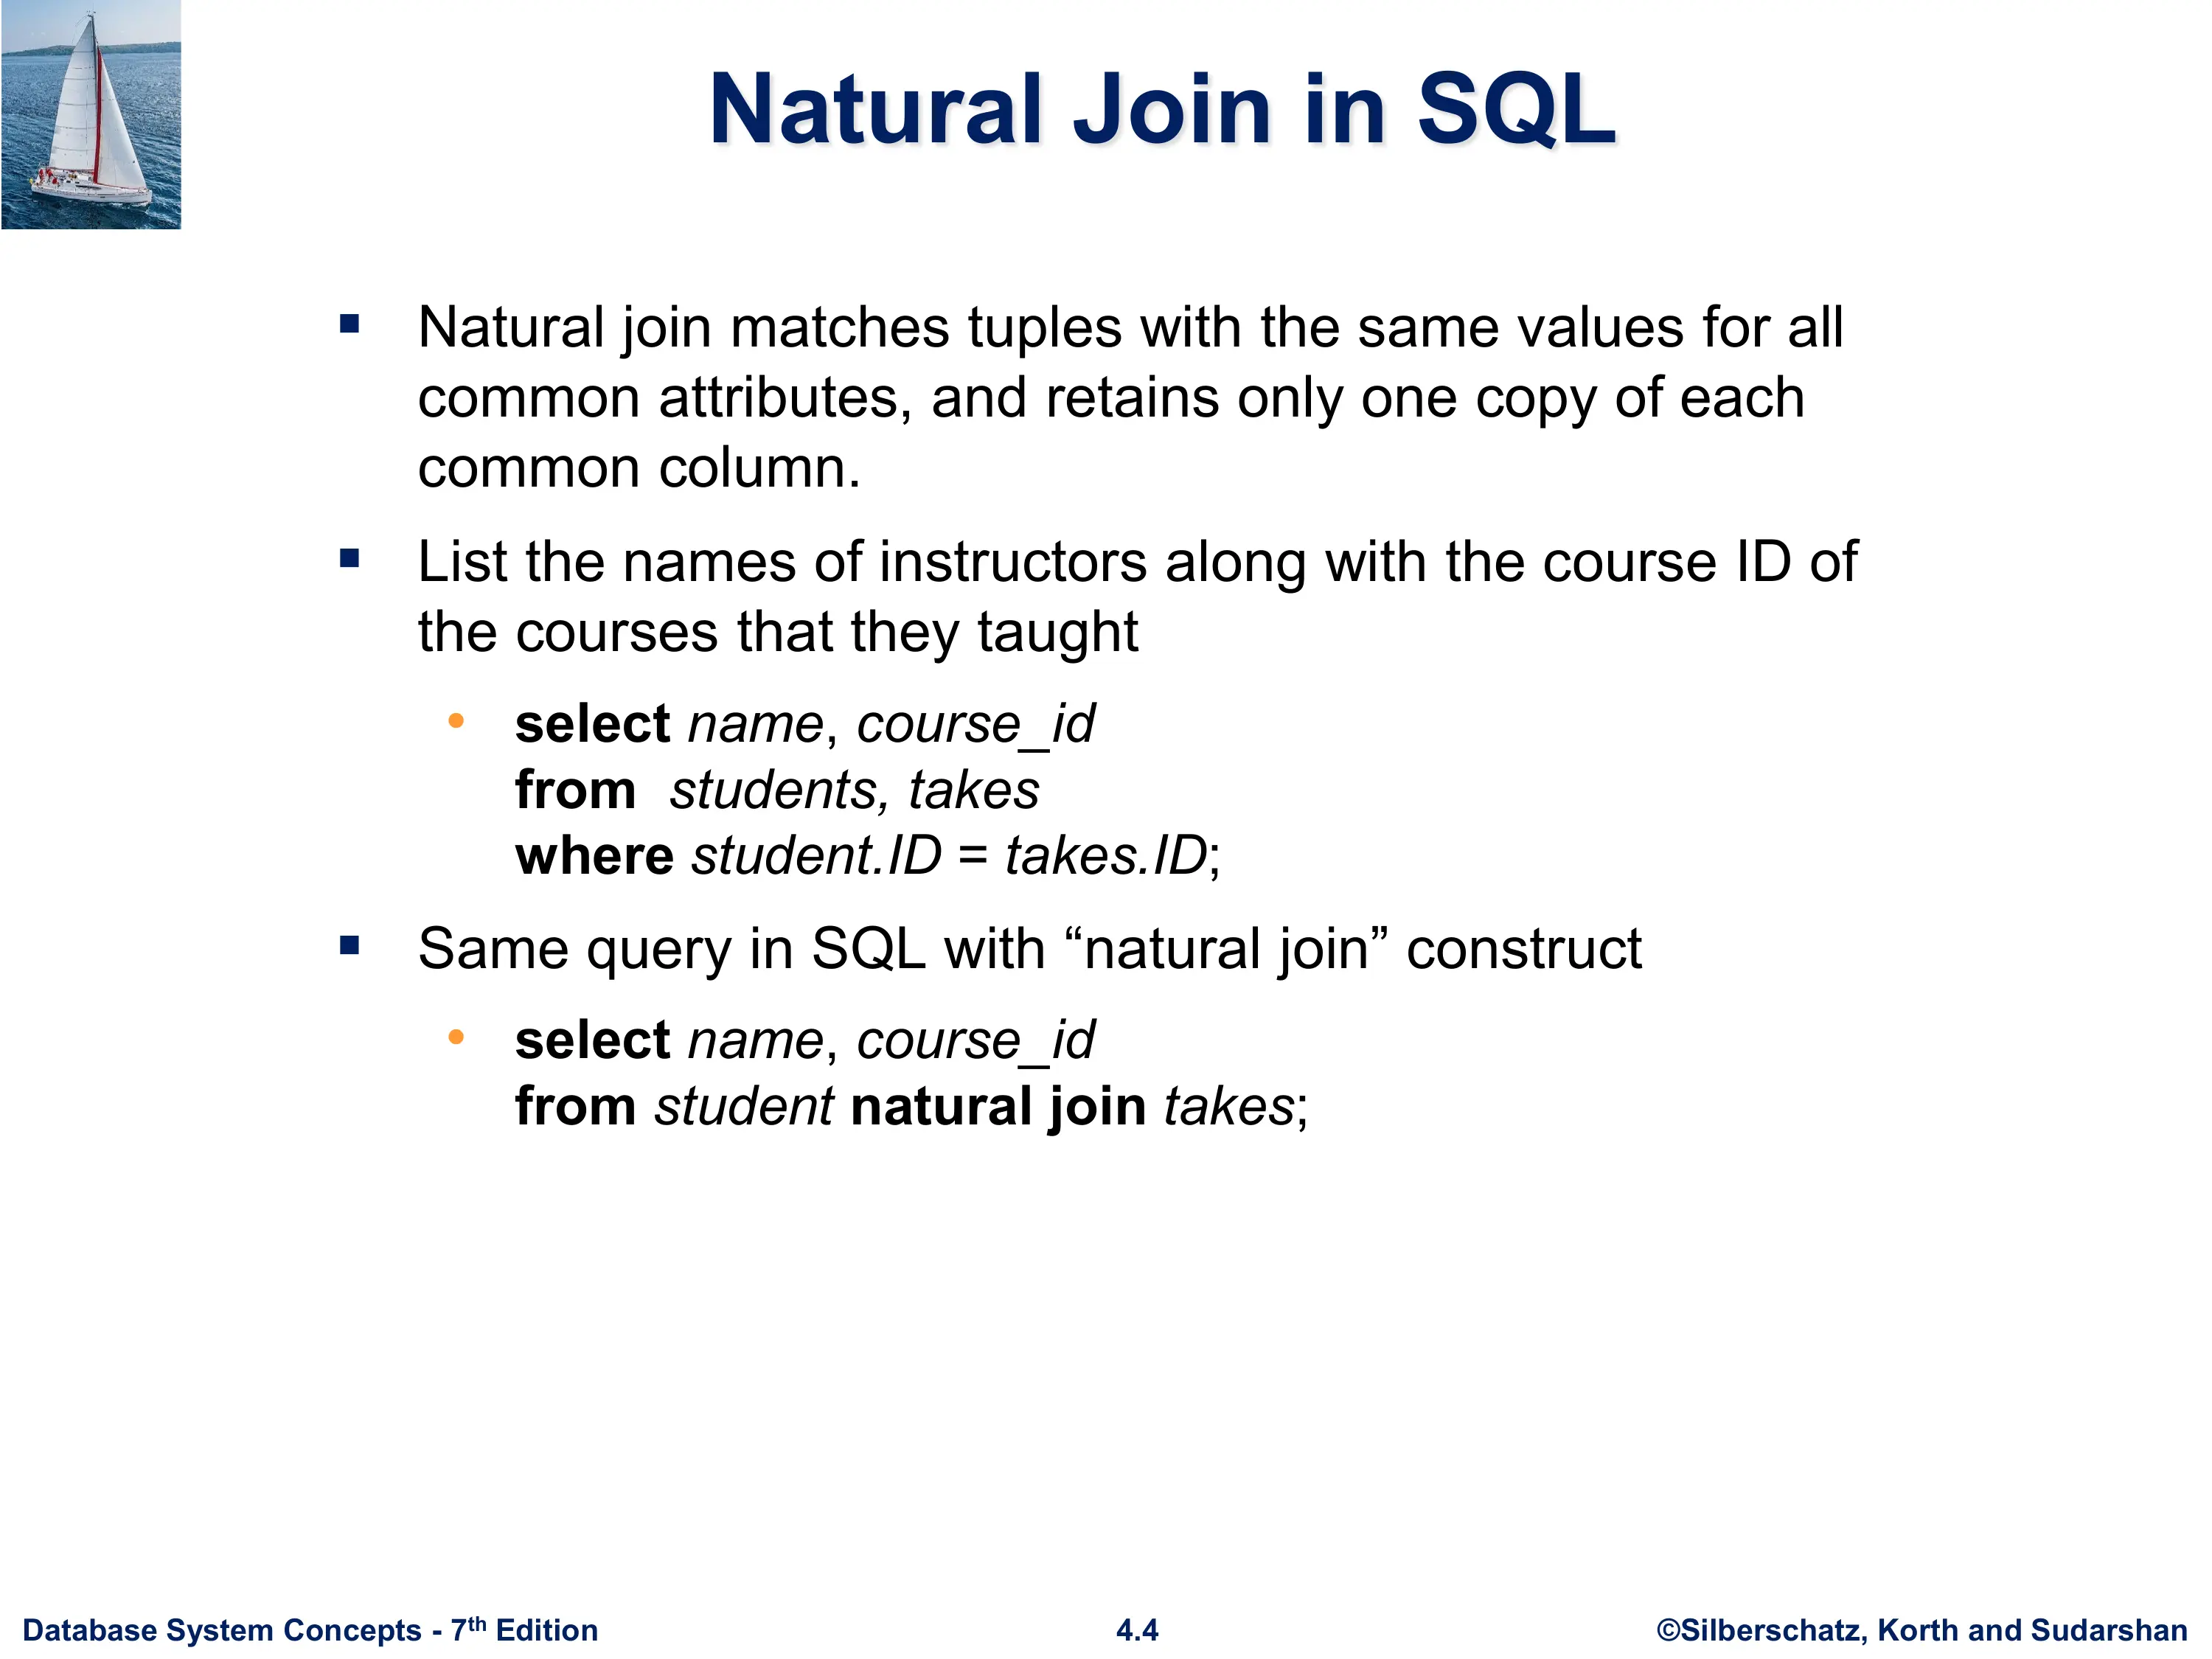 Natural Join in SQL
▪ Natural join matches tuples with the same values for all
common attributes, and retains only one copy of each
common column.
▪ List the names of instructors along with the course ID of
the courses that they taught
• select name, course_id
from students, takes
where student.ID = takes.ID;
▪ Same query in SQL with “natural join” construct
• select name, course_id
from student natural join takes;
Database System Concepts - 7th Edition
4.4
©Silberschatz, Korth and Sudarshan